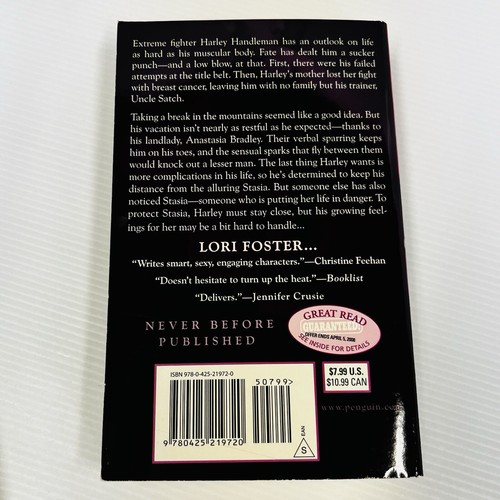 Extreme fighter Harley Handleman has an outlook on life
as hard as his muscular body. Fate has dealt him a sucker
punch—and a low blow, at that. First, there were his failed
attempts at the title belt. Then, Harley's mother lost her fight
with breast cancer, leaving him with no family but his trainer,
Uncle Satch.
Taking a break in the mountains seemed like a good idea. But
his vacation isn't nearly as restful as he expected—thanks to
his landlady, Anastasia Bradley. Their verbal sparring keeps
him on his toes, and the sensual sparks that fly between them
would knock out a lesser man. The last thing Harley wants is
more complications in his life, so he's determined to keep his
distance from the alluring Stasia. But someone else has also
noticed Stasia—someone who is putting her life in danger. To
protect Stasia, Harley must stay close, but his growing feel-
ings for her may be a bit hard to handle...
LORI FOSTER...
"Writes smart, sexy, engaging characters."—Christine Feehan
"Doesn't hesitate to turn up the heat."—Booklist
"Delivers."—Jennifer Crusie
NEVER BEFORE
PUBLISHED
GREAT READ
GUARANTEED!
OFFER ENDS APRIL 5, 2008
SEE INSIDE FOR DETAILS
$7.99 U.S.
$10.99 CAN
www.penguin.com
ISBN 978-0-425-21972-0
50799>
9 780425 219720
S
EAN